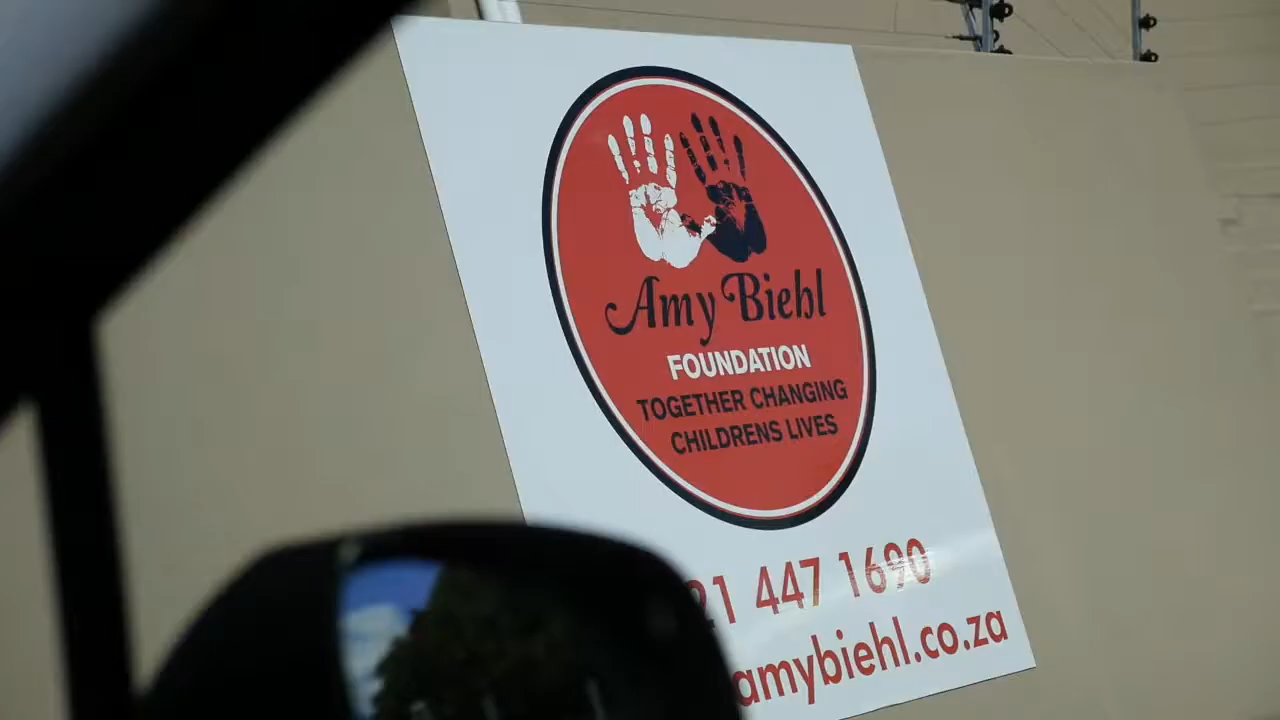 Amy Biehl
FOUNDATION
TOGETHER CHANGING
CHILDRENS LIVES
21 447 1690
amybiehl.co.za